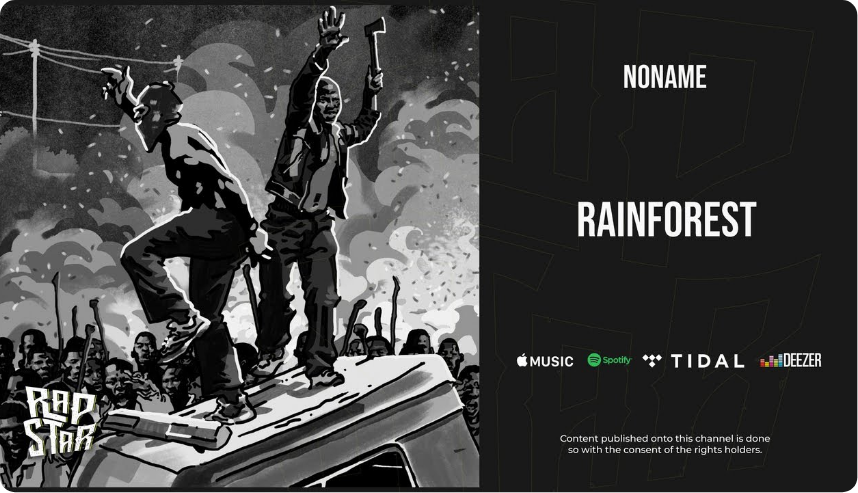 NONAME
RAINFOREST
MUSIC Spotify TIDAL DEEZER
RAP
STAR
Content published onto this channel is done
so with the consent of the rights holders.